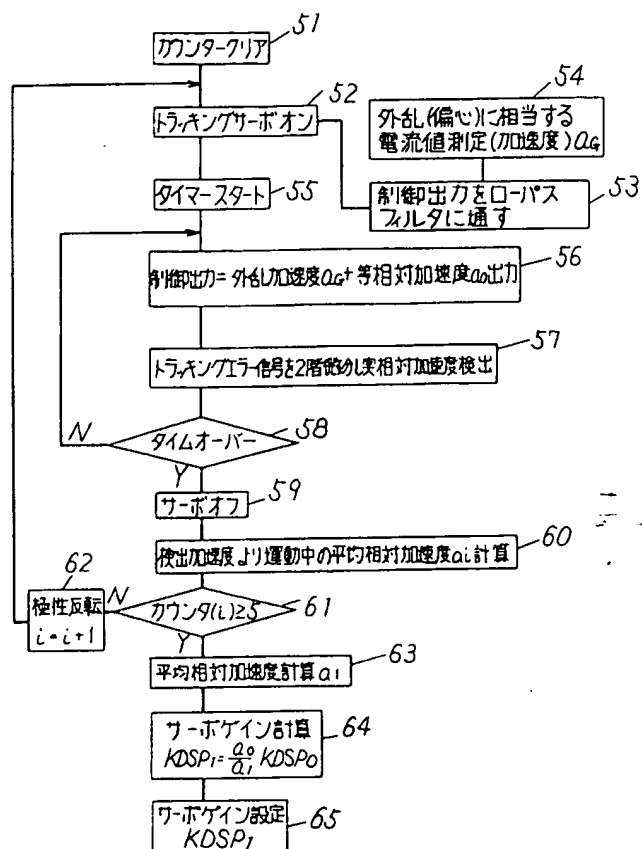 51
カウンタークリア
52
トラッキングサーボオン
54
外乱(偏心)に相当する
電流値測定(加速度)aG
53
制御出力をローパス
フィルタに通す
55
タイマースタート
56
制御出力=外乱加速度aG+等相対加速度a0出力
57
トラッキングエラー信号を2階微分し実相対加速度検出
58
タイムオーバー
N
Y
59
サーボオフ
60
検出加速度より運動中の平均相対加速度ai計算
61
カウンタ(i)≥5
N
Y
62
極性反転
i=i+1
63
平均相対加速度計算a1
64
サーボゲイン計算
KDSP1=a0/a1 KDSP0
65
サーボゲイン設定
KDSP1